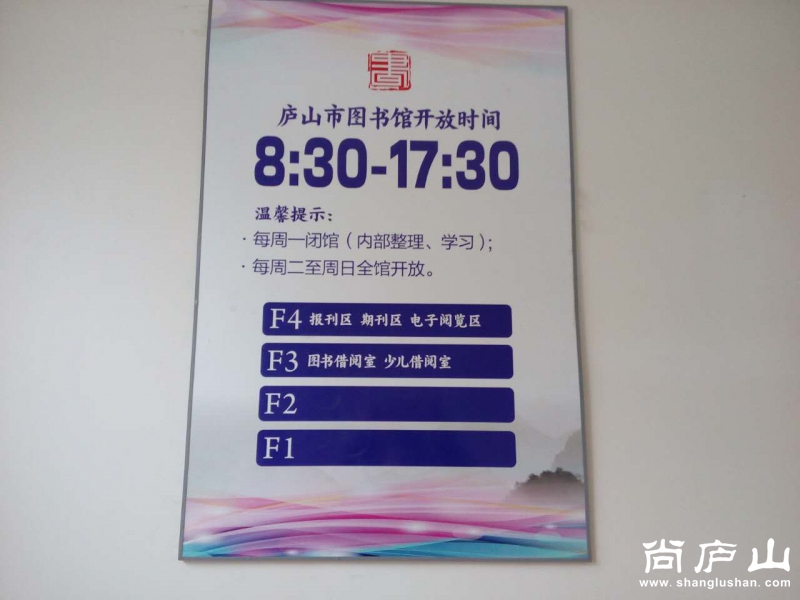 書
庐山市图书馆开放时间
8:30-17:30
温馨提示：
·每周一闭馆（内部整理、学习）；
·每周二至周日全馆开放。
F4 报刊区 期刊区 电子阅览区
F3 图书借阅室 少儿借阅室
F2
F1
尚庐山
www.shanglushan.com